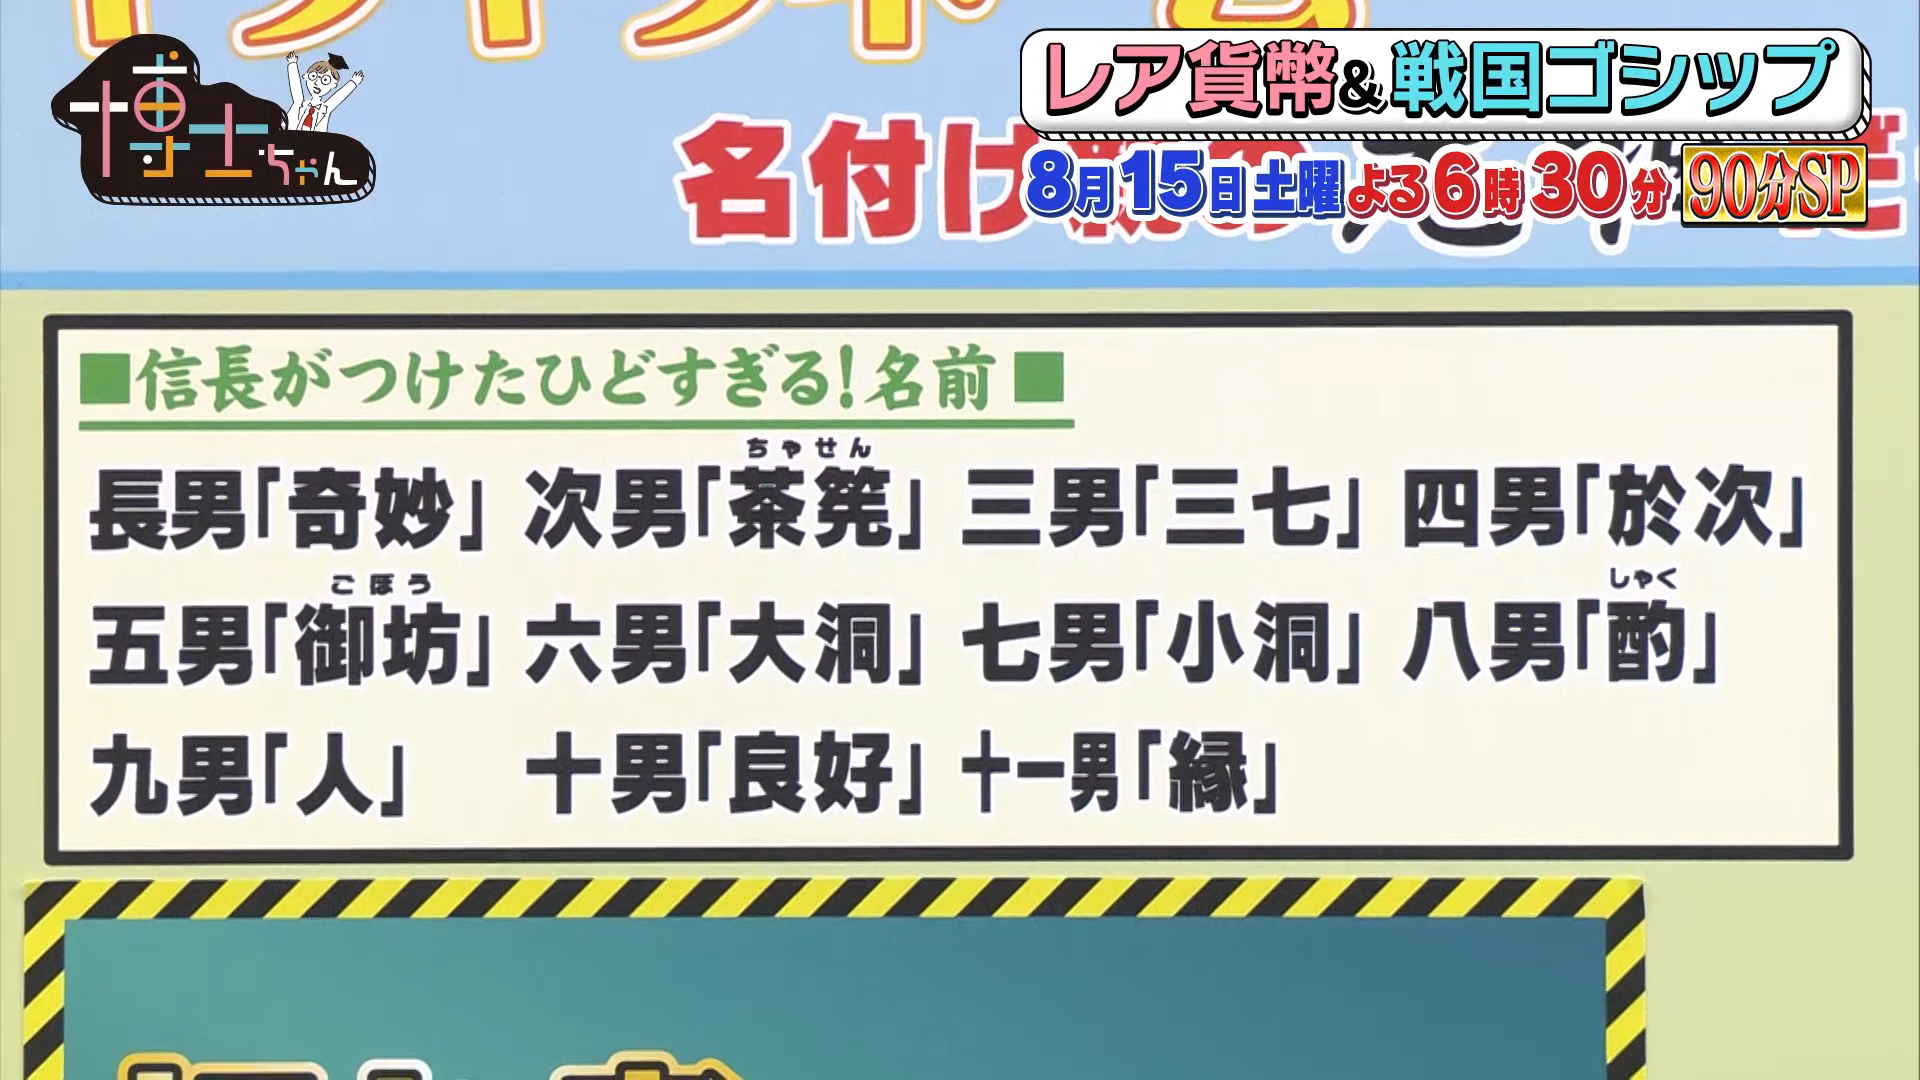 博士ちゃん
レア貨幣&戦国ゴシップ
8月15日土曜よる6時30分 90分SP
名付け
■信長がつけたひどすぎる!名前■
ちゃせん
長男「奇妙」 次男「茶筅」 三男「三七」 四男「於次」
ごぼう しゃく
五男「御坊」 六男「大洞」 七男「小洞」 八男「酌」
九男「人」 十男「良好」 十一男「縁」